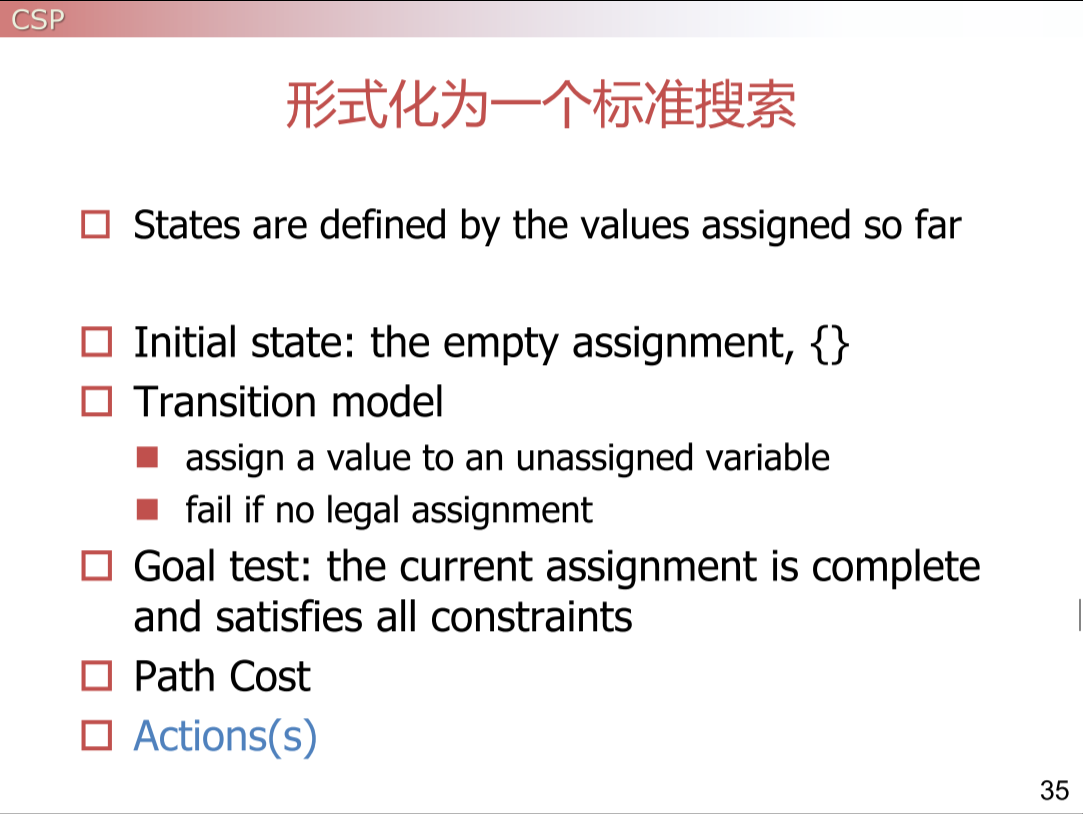 CSP
形式化为一个标准搜索
States are defined by the values assigned so far
Initial state: the empty assignment, {}
Transition model
assign a value to an unassigned variable
fail if no legal assignment
Goal test: the current assignment is complete
and satisfies all constraints
Path Cost
Actions(s)
35